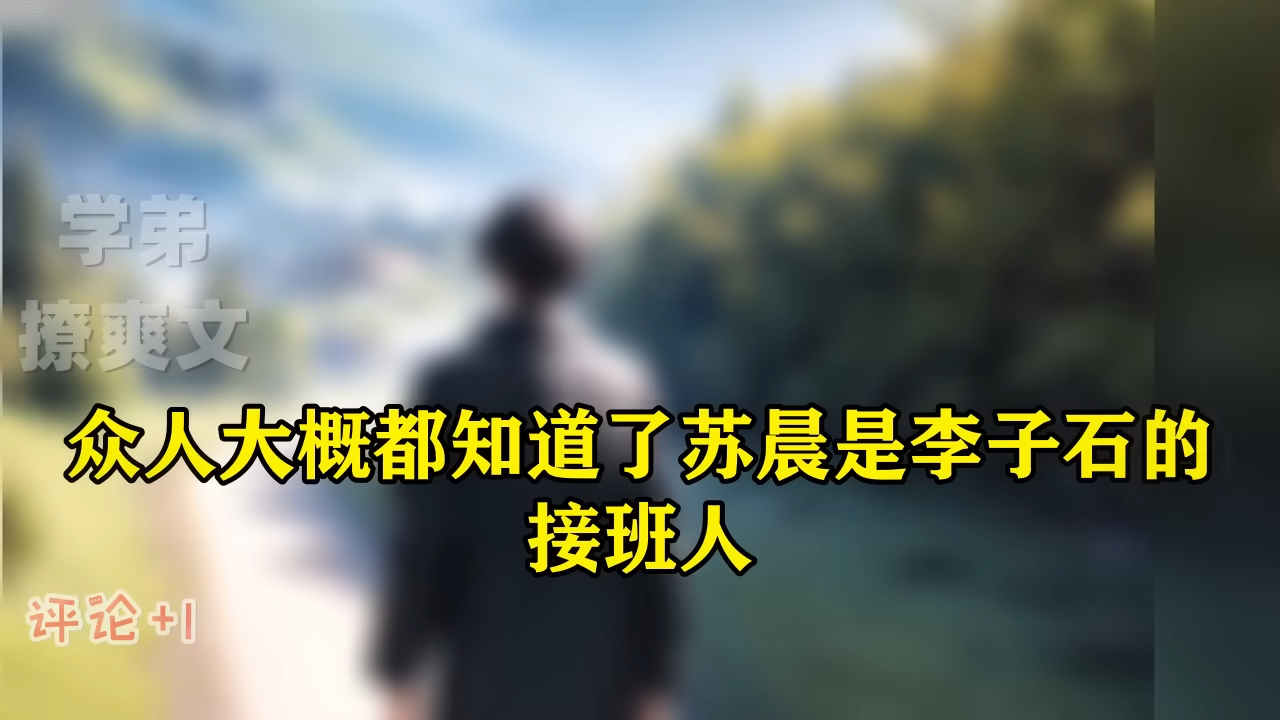 学弟
撩爽文
众人大概都知道了苏晨是李子石的
接班人
评论+1